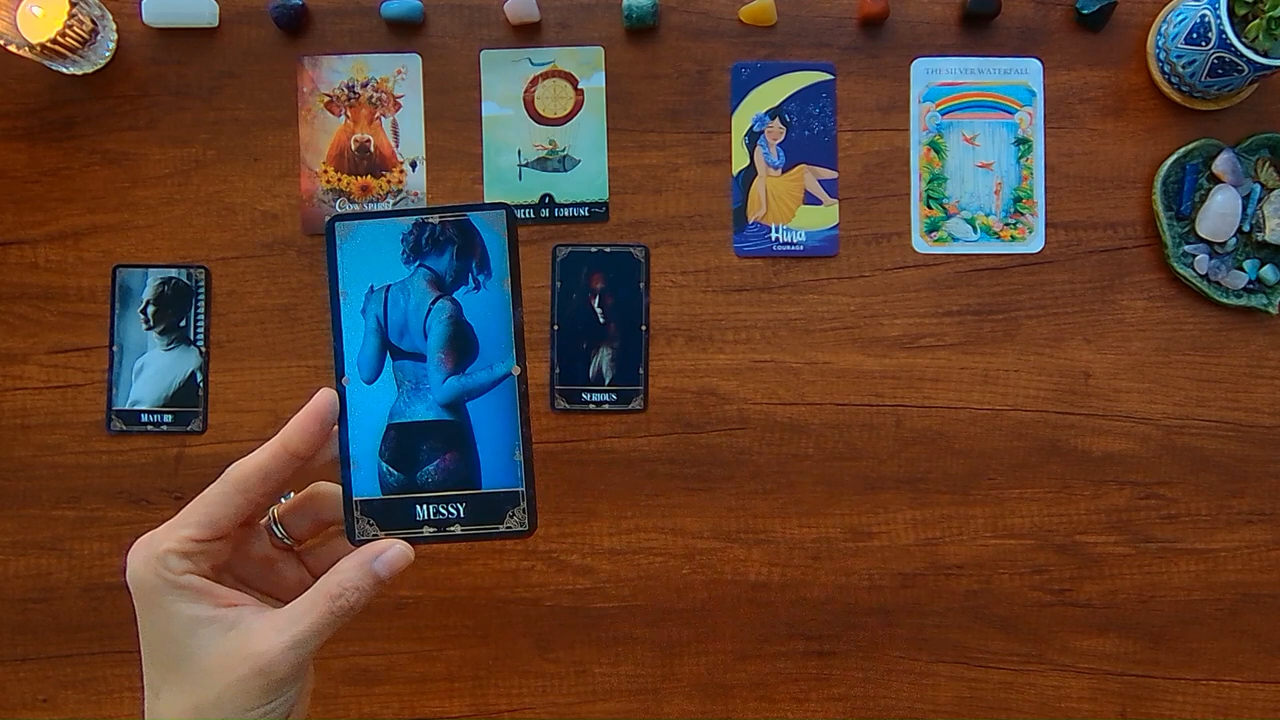 COW SPIRIT
WHEEL OF FORTUNE
Hina
COURAGE
THE SILVER WATERFALL
MATURE
MESSY
SERIOUS